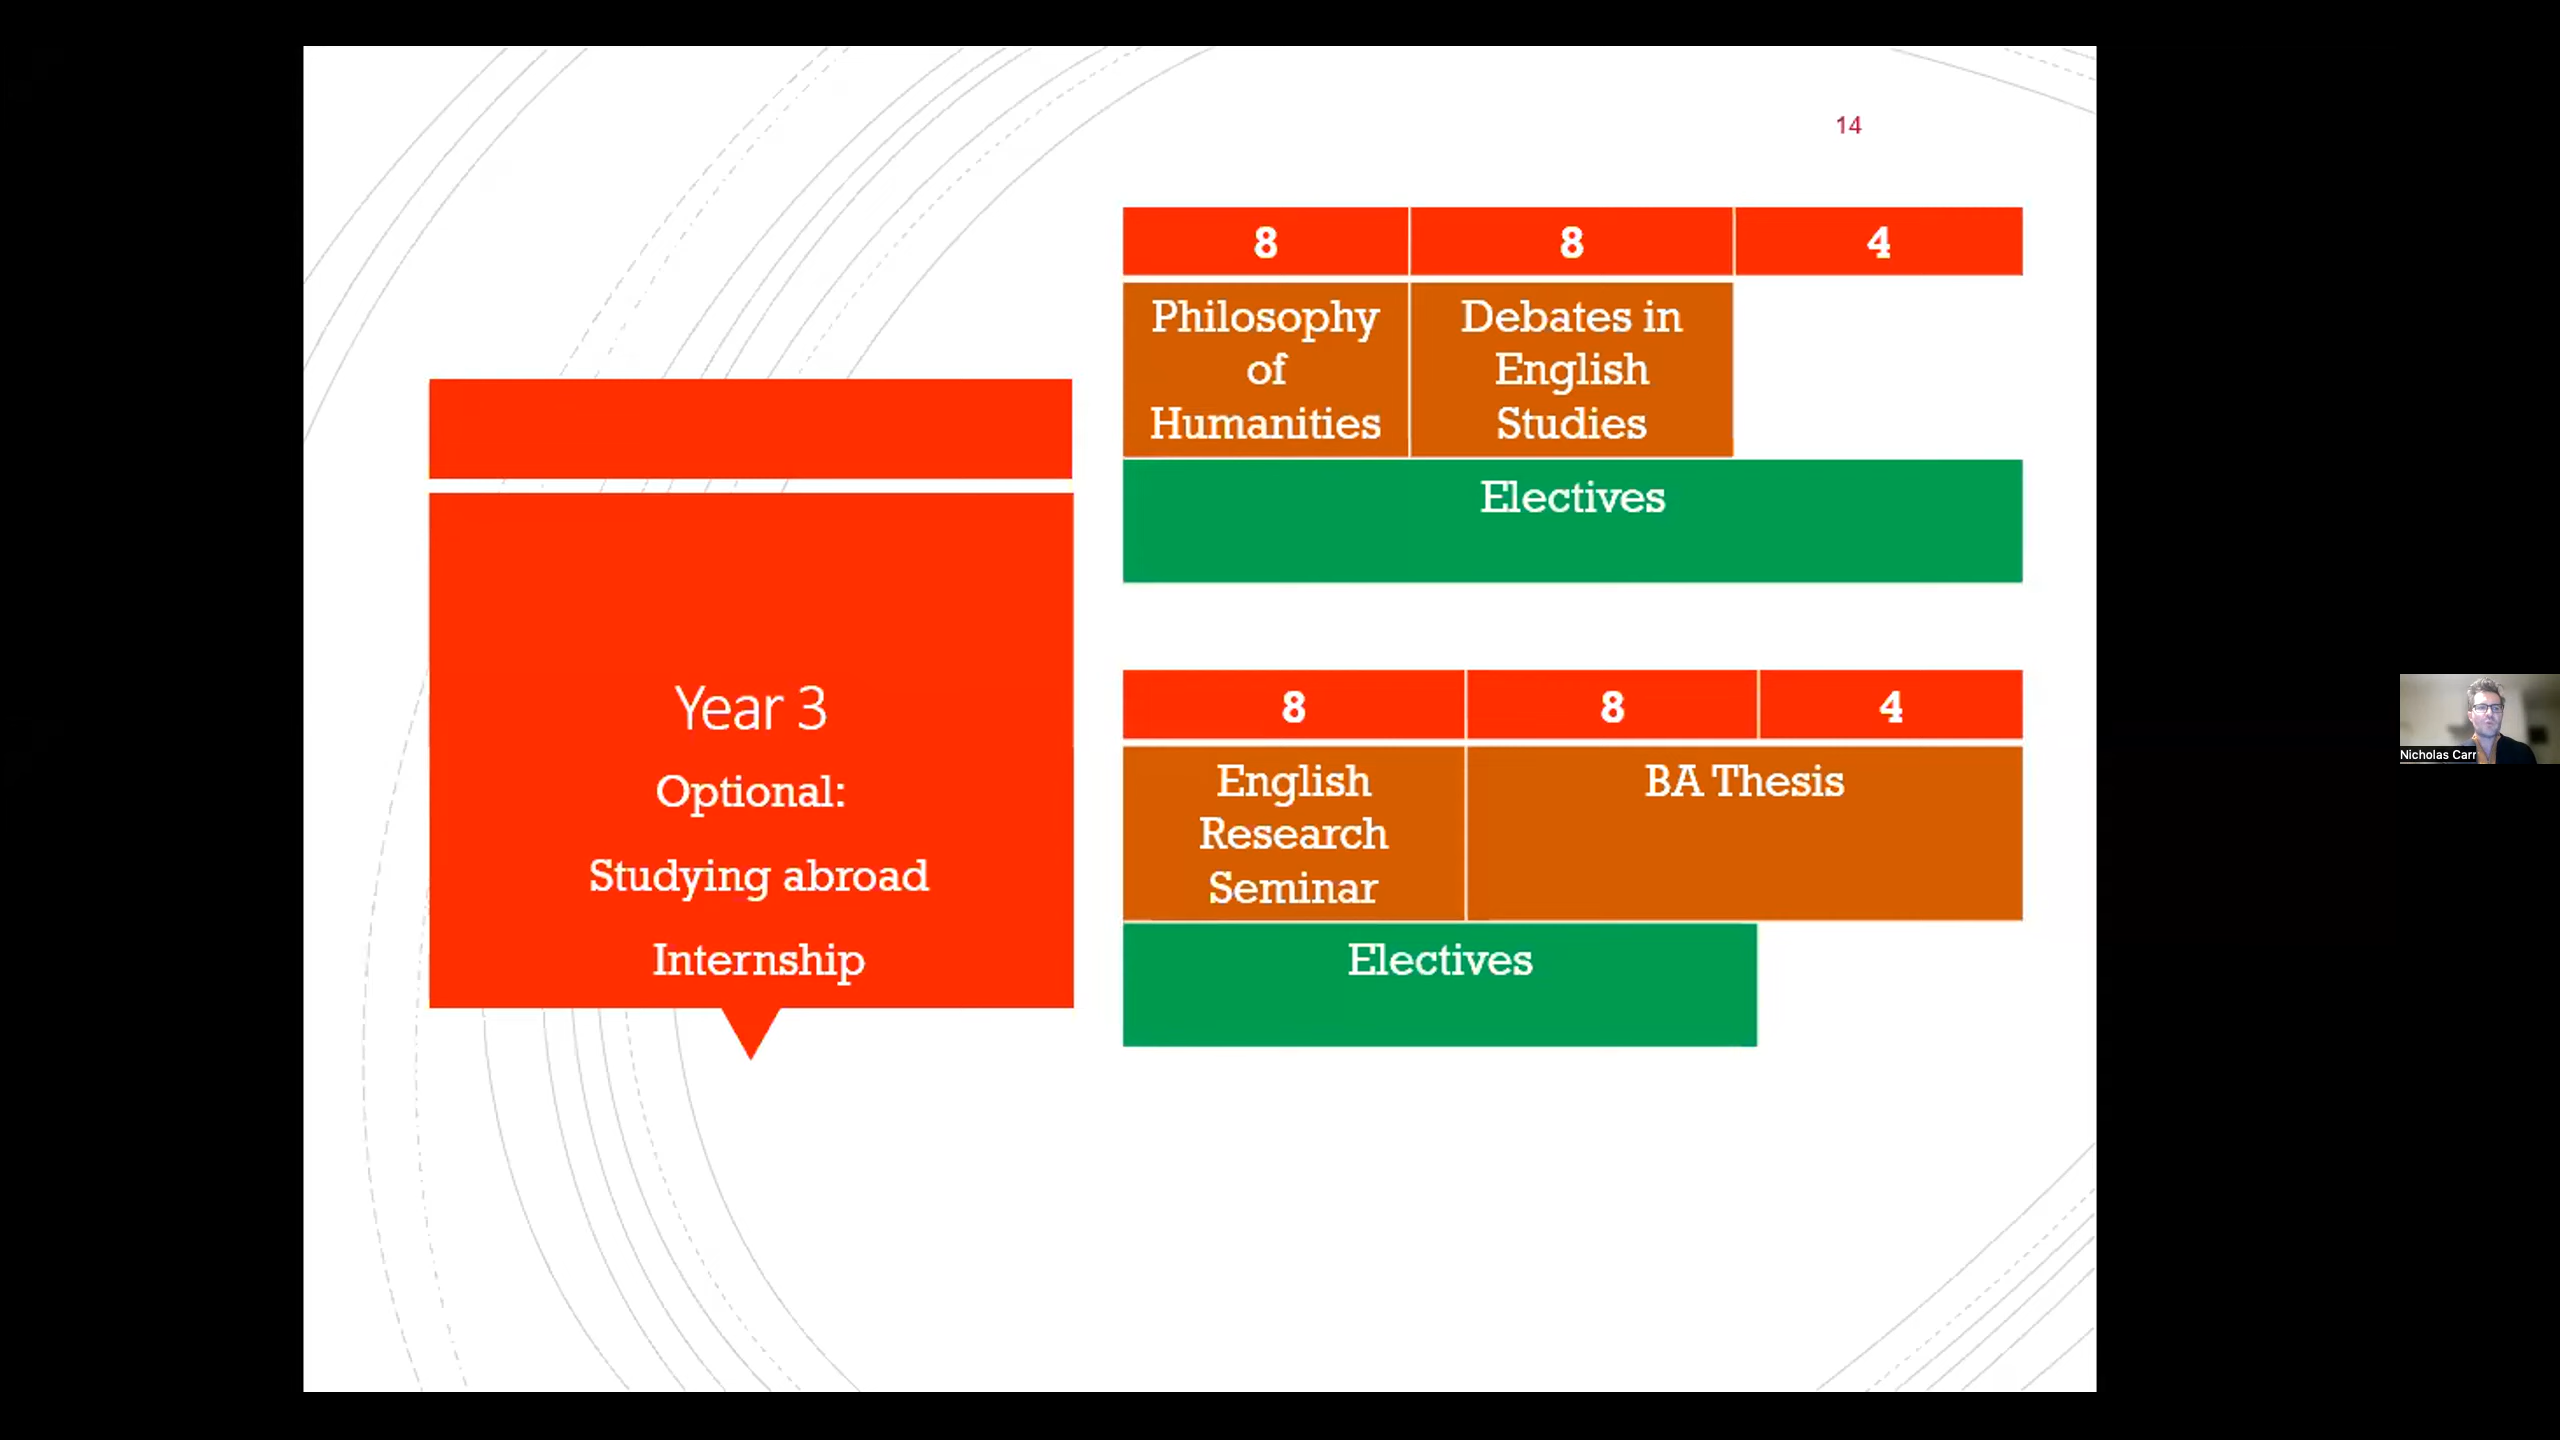 14
Year 3
Optional:
Studying abroad
Internship
8 8 4
Philosophy
of
Humanities
Debates in
English
Studies
Electives
8 8 4
English
Research
Seminar
BA Thesis
Electives
Nicholas Carr